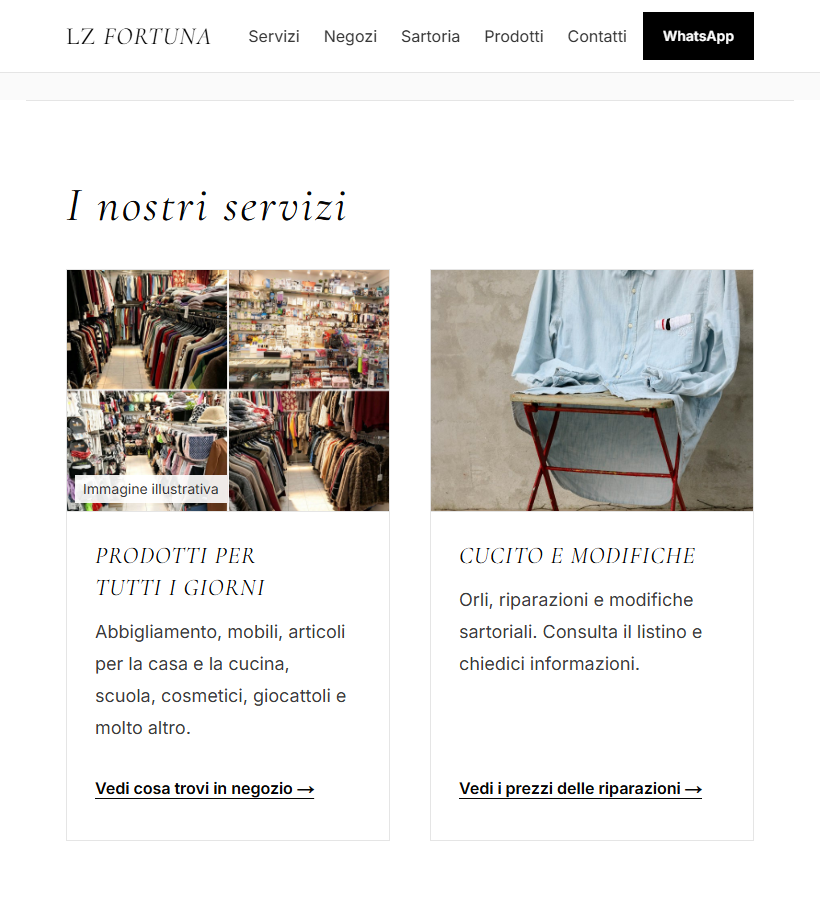 LZ FORTUNA
Servizi
Negozi
Sartoria
Prodotti
Contatti
WhatsApp
I nostri servizi
Immagine illustrativa
PRODOTTI PER
TUTTI I GIORNI
Abbigliamento, mobili, articoli
per la casa e la cucina,
scuola, cosmetici, giocattoli e
molto altro.
Vedi cosa trovi in negozio →
CUCITO E MODIFICHE
Orli, riparazioni e modifiche
sartoriali. Consulta il listino e
chiedici informazioni.
Vedi i prezzi delle riparazioni →